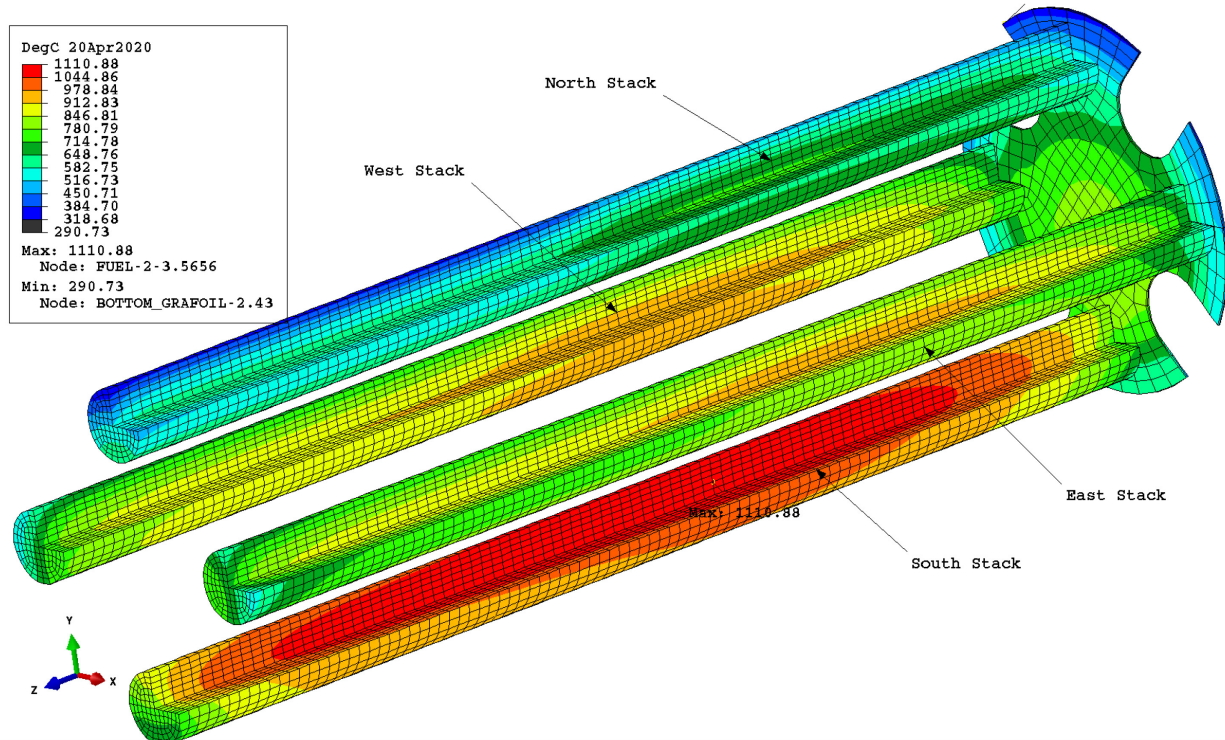 DegC 20Apr2020
1110.88
1044.86
978.84
912.83
846.81
780.79
714.78
648.76
582.75
516.73
450.71
384.70
318.68
290.73
Max: 1110.88
Node: FUEL-2-3.5656
Min: 290.73
Node: BOTTOM_GRAFOIL-2.43
North Stack
West Stack
East Stack
Max: 1110.88
South Stack
Y
Z
X